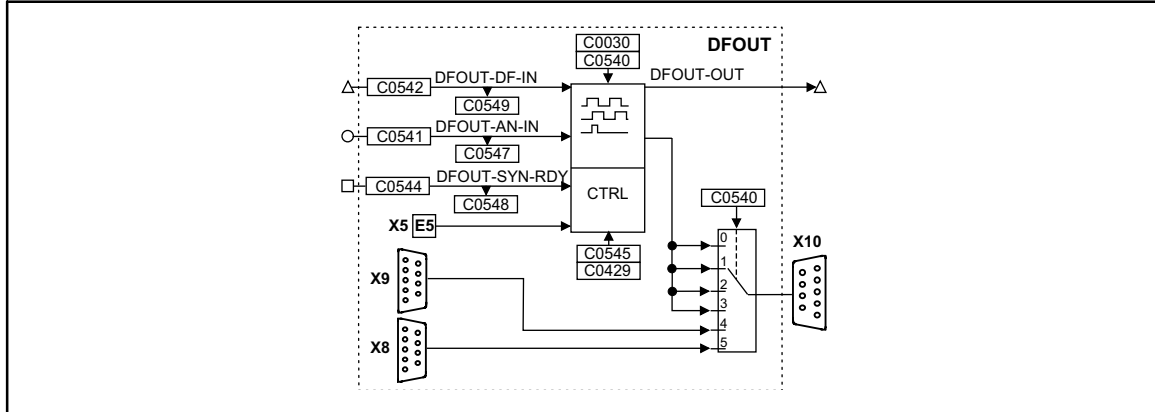 C0030
C0540
DFOUT
C0542
DFOUT-DF-IN
C0549
DFOUT-OUT
C0541
DFOUT-AN-IN
C0547
C0544
DFOUT-SYN-RDY
C0548
CTRL
X5 E5
C0545
C0429
C0540
X10
0
1
2
3
4
5
X9
X8